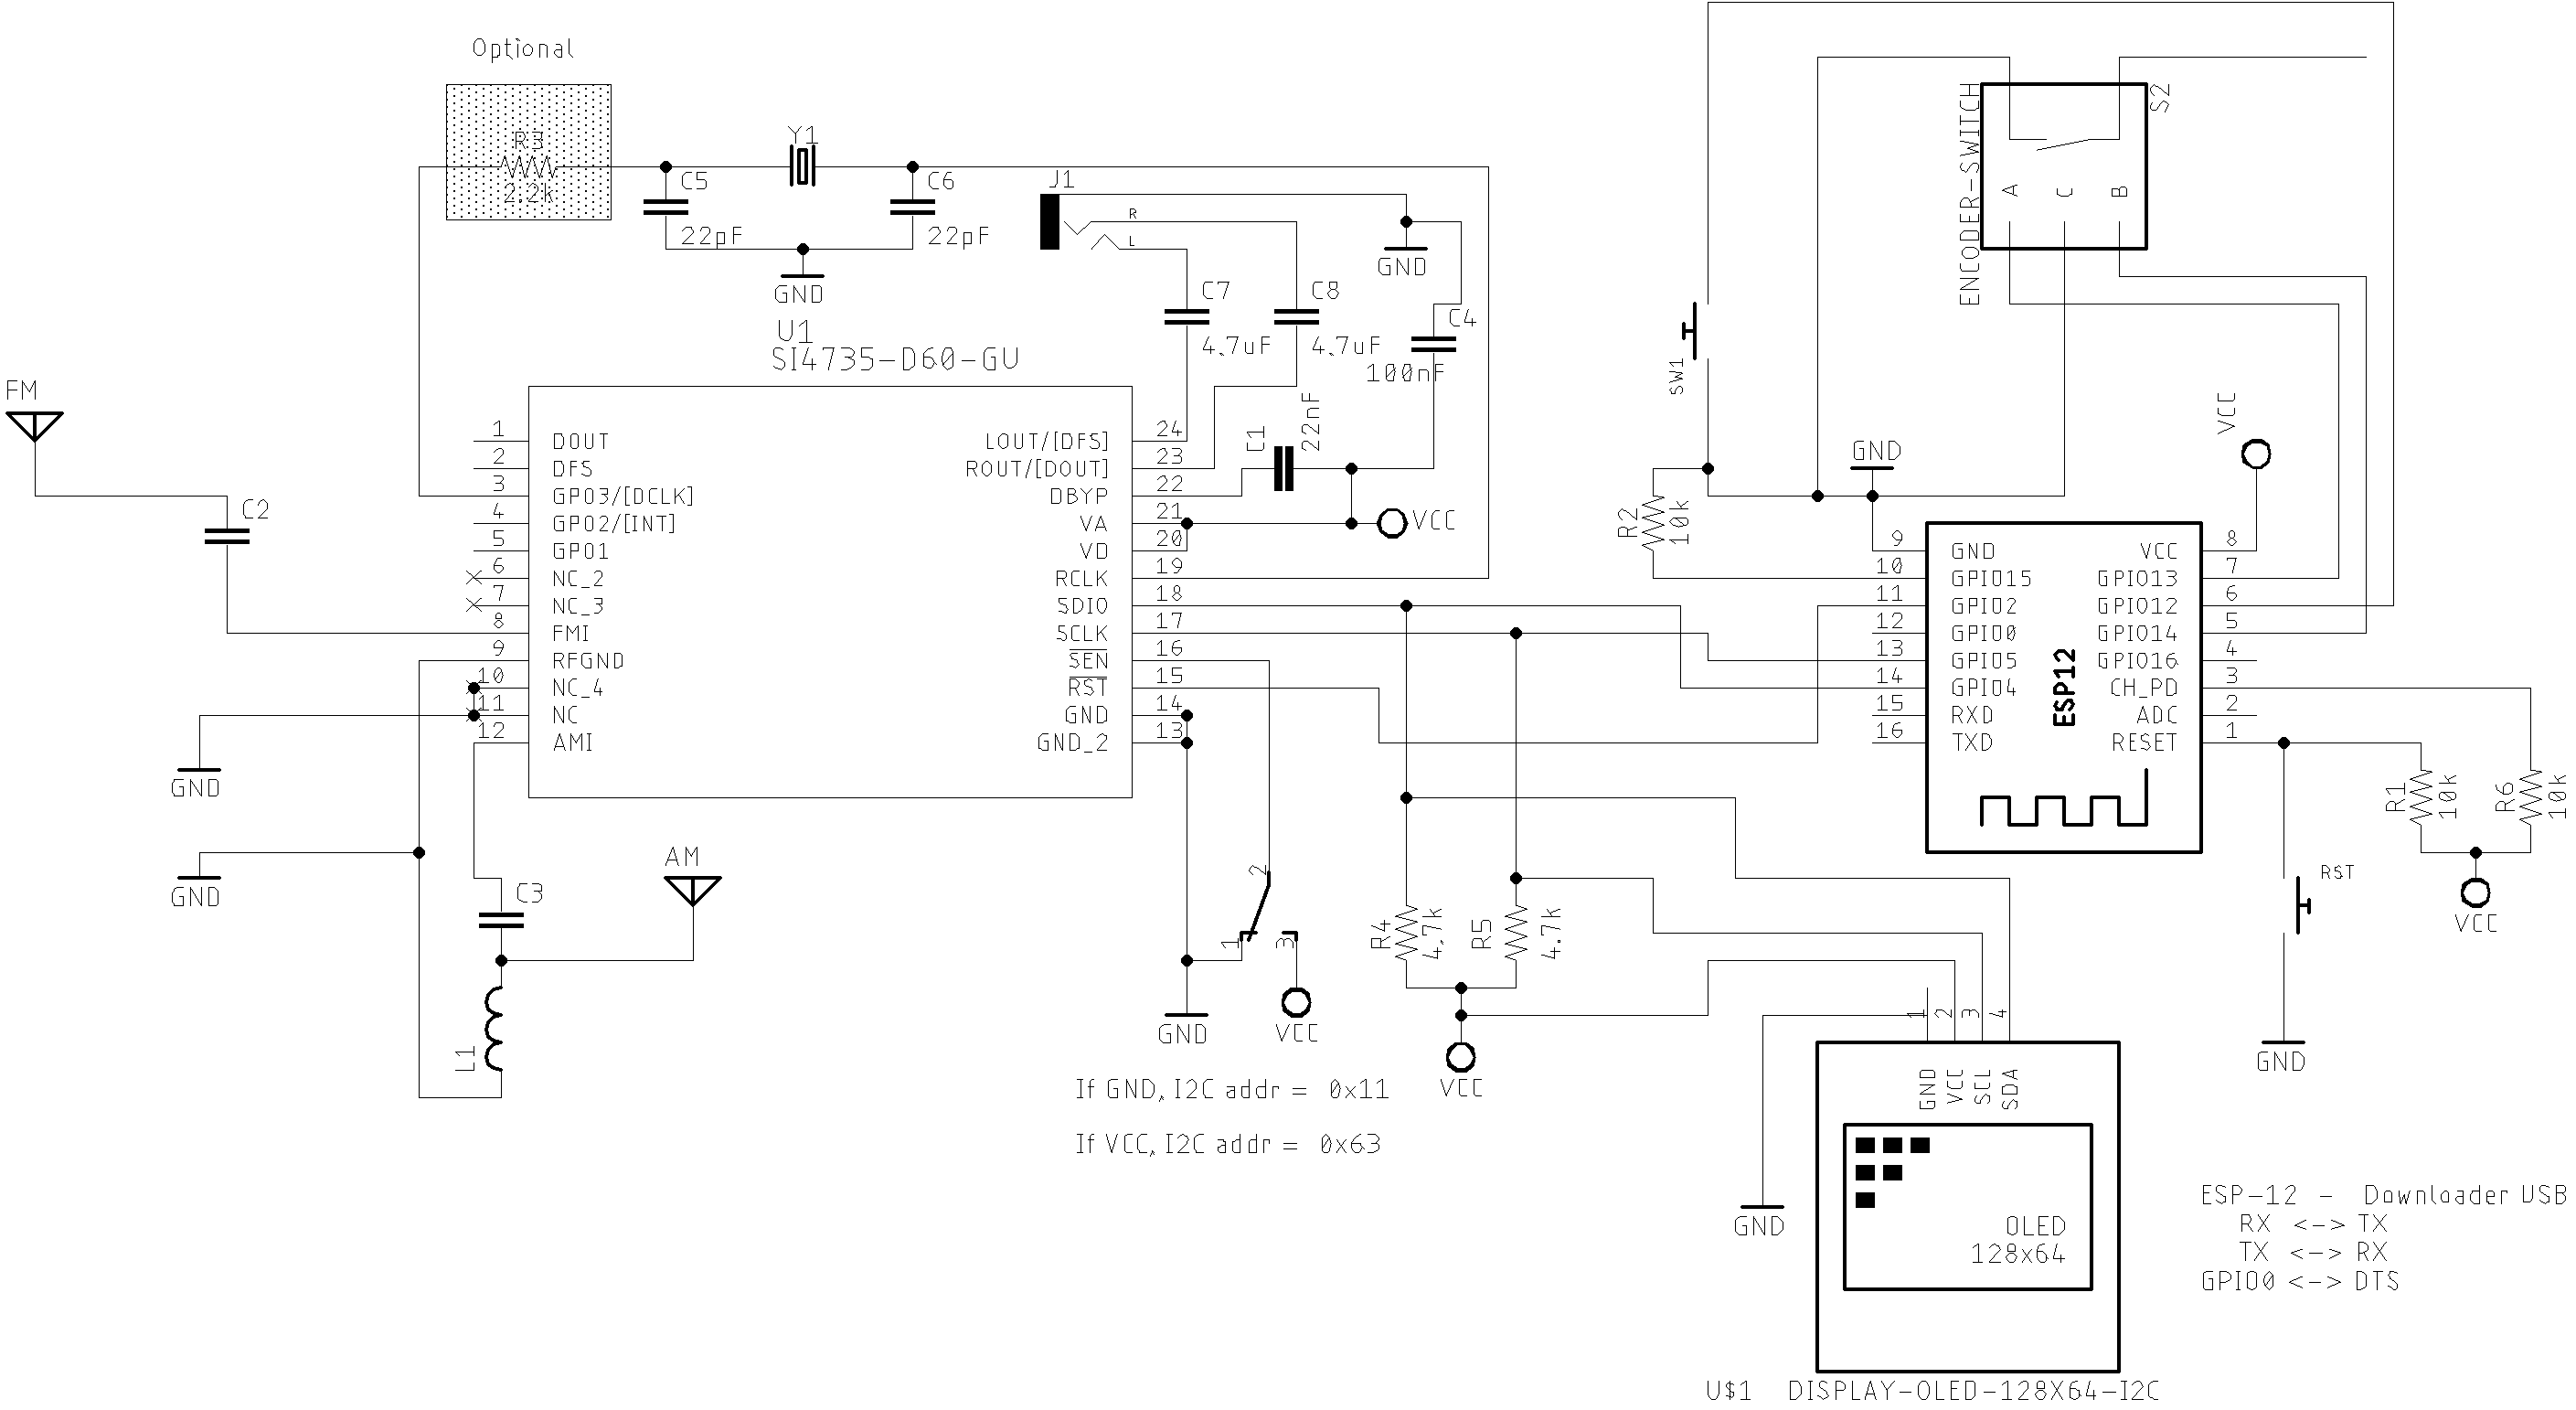 Optional
R3
2.2k
C5
22pF
Y1
C6
22pF
GND
J1
R
L
GND
C7
4.7uF
C8
4.7uF
C4
100nF
C1
22nF
VCC
U1
SI4735-D60-GU
FM
C2
1 DOUT
2 DFS
3 GPO3/[DCLK]
4 GPO2/[INT]
5 GPO1
6 NC_2
7 NC_3
8 FMI
9 RFGND
10 NC_4
11 NC
12 AMI
LOUT/[DFS] 24
ROUT/[DOUT] 23
DBYP 22
VA 21
VD 20
RCLK 19
SDIO 18
SCLK 17
SEN 16
RST 15
GND 14
GND_2 13
GND
GND
AM
C3
L1
1
2
3
GND
VCC
If GND, I2C addr = 0x11
If VCC, I2C addr = 0x63
R4
4.7k
R5
4.7k
VCC
ENCODER-SWITCH
S2
A
C
B
SW1
R2
10k
GND
VCC
ESP12
9 GND
10 GPIO15
11 GPIO2
12 GPIO0
13 GPIO5
14 GPIO4
15 RXD
16 TXD
VCC 8
GPIO13 7
GPIO12 6
GPIO14 5
GPIO16 4
CH_PD 3
ADC 2
RESET 1
R1
10k
R6
10k
VCC
RST
GND
1
2
3
4
GND
VCC
SCL
SDA
GND
OLED
128x64
U$1 DISPLAY-OLED-128X64-I2C
ESP-12 - Downloader USB
RX <-> TX
TX <-> RX
GPIO0 <-> DTS